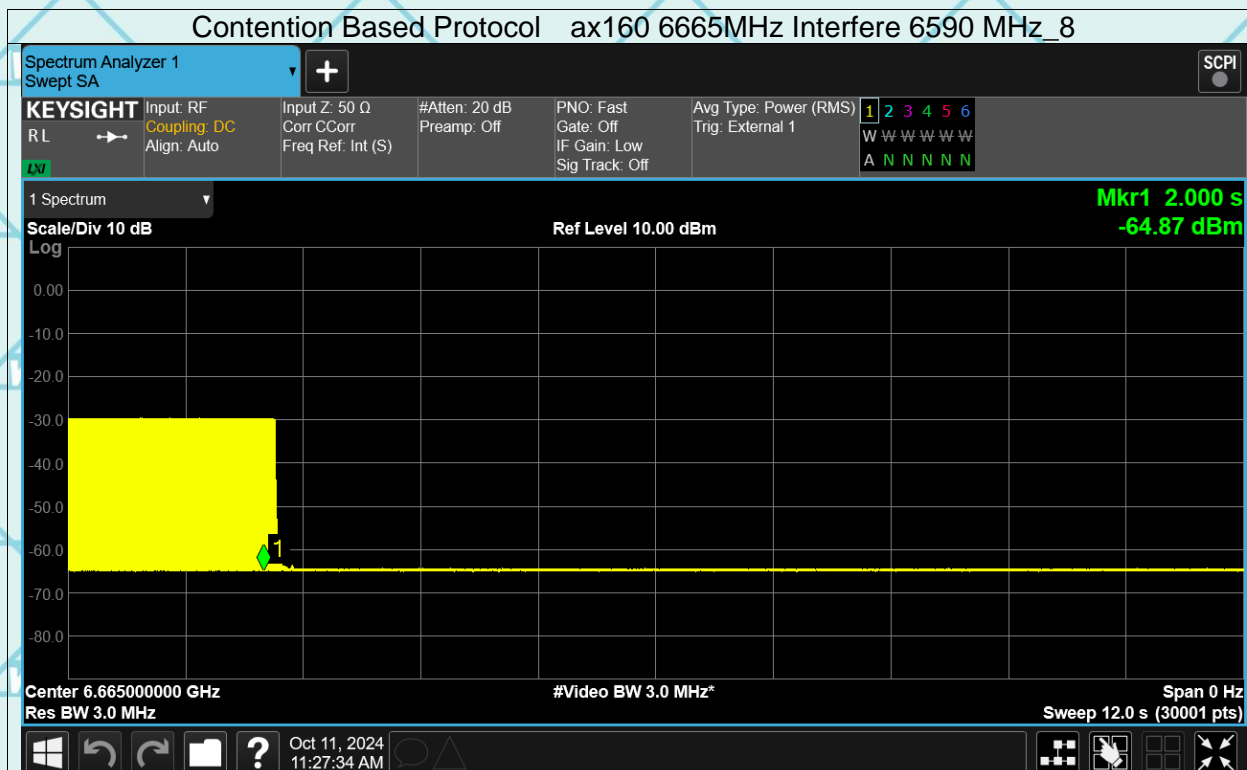 Contention Based Protocol ax160 6665MHz Interfere 6590 MHz_8
Spectrum Analyzer 1
Swept SA
+
SCPI
KEYSIGHT
RL
LXI
Input: RF
Coupling: DC
Align: Auto
Input Z: 50 Ω
Corr CCorr
Freq Ref: Int (S)
#Atten: 20 dB
Preamp: Off
PNO: Fast
Gate: Off
IF Gain: Low
Sig Track: Off
Avg Type: Power (RMS)
Trig: External 1
1 2 3 4 5 6
W W W W W W
A N N N N N
1 Spectrum
Mkr1 2.000 s
-64.87 dBm
Scale/Div 10 dB
Ref Level 10.00 dBm
Log
0.00
-10.0
-20.0
-30.0
-40.0
-50.0
-60.0
-70.0
-80.0
1
Center 6.665000000 GHz
#Video BW 3.0 MHz*
Span 0 Hz
Res BW 3.0 MHz
Sweep 12.0 s (30001 pts)
?
Oct 11, 2024
11:27:34 AM